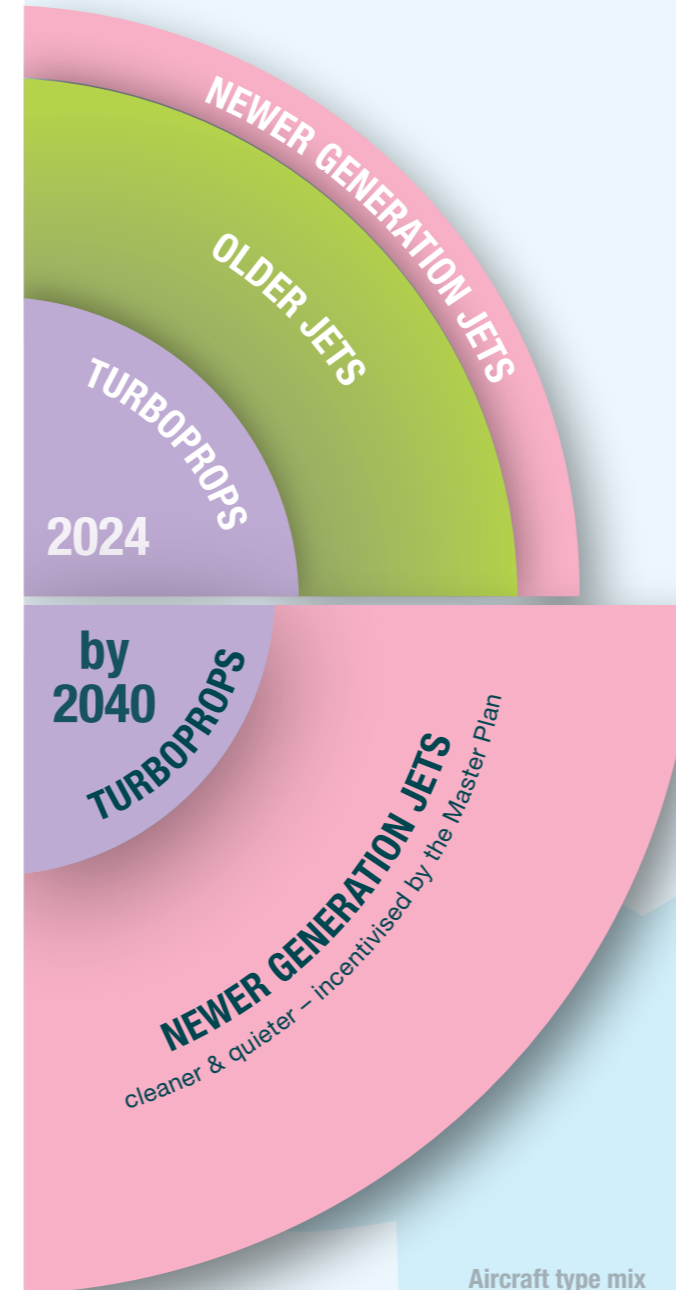 NEWER GENERATION JETS
OLDER JETS
TURBOPROPS
2024
by
2040
TURBOPROPS
NEWER GENERATION JETS
cleaner & quieter – incentivised by the Master Plan
Aircraft type mix